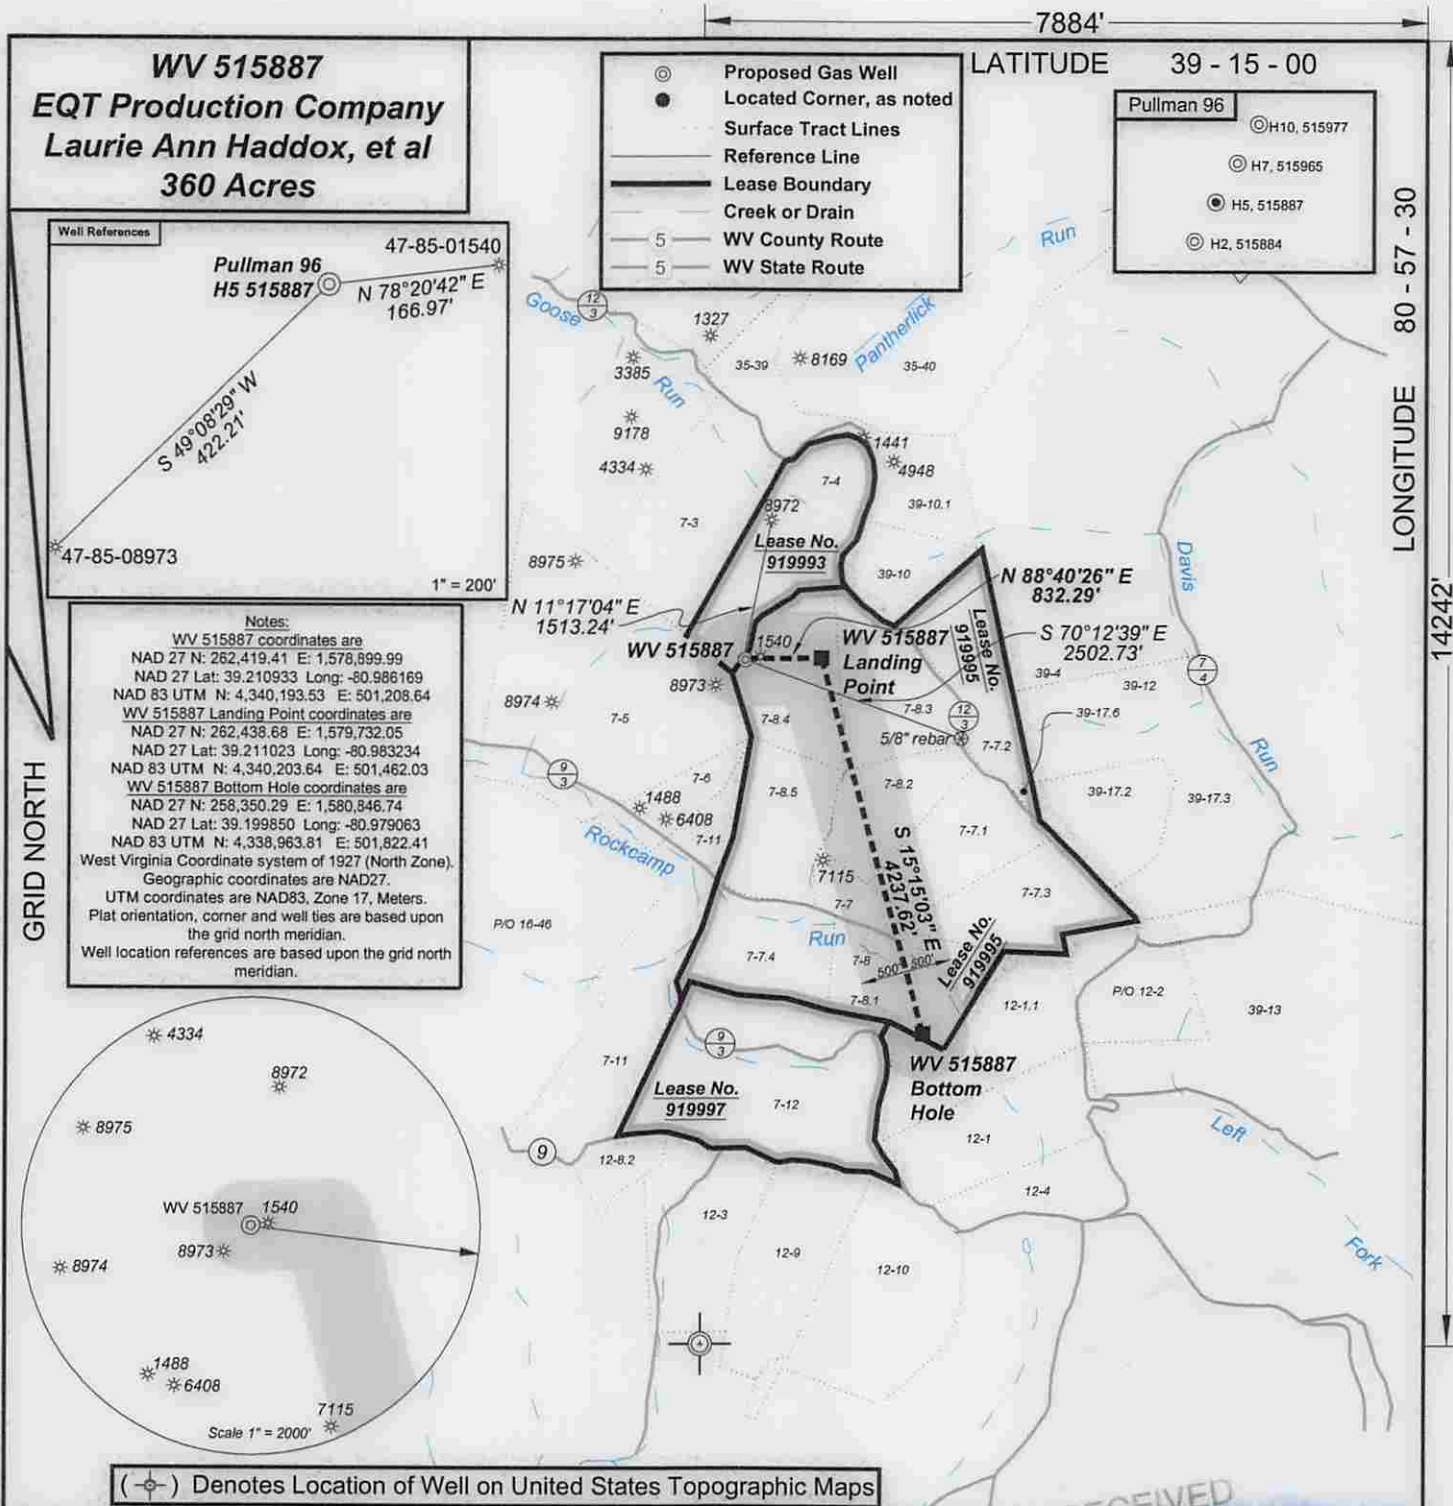 7884'
WV 515887
EQT Production Company
Laurie Ann Haddox, et al
360 Acres
Proposed Gas Well
Located Corner, as noted
Surface Tract Lines
Reference Line
Lease Boundary
Creek or Drain
5 WV County Route
5 WV State Route
LATITUDE 39 - 15 - 00
Pullman 96
H10, 515977
H7, 515965
H5, 515887
H2, 515884
LONGITUDE 80 - 57 - 30
14242'
Well References
47-85-01540
Pullman 96
H5 515887
N 78°20'42" E
166.97'
S 49°08'29" W
422.21'
47-85-08973
1" = 200'
GRID NORTH
Notes:
WV 515887 coordinates are
NAD 27 N: 262,419.41 E: 1,578,899.99
NAD 27 Lat: 39.210933 Long: -80.986169
NAD 83 UTM N: 4,340,193.53 E: 501,208.64
WV 515887 Landing Point coordinates are
NAD 27 N: 262,438.68 E: 1,579,732.05
NAD 27 Lat: 39.211023 Long: -80.983234
NAD 83 UTM N: 4,340,203.64 E: 501,462.03
WV 515887 Bottom Hole coordinates are
NAD 27 N: 258,350.29 E: 1,580,846.74
NAD 27 Lat: 39.199850 Long: -80.979063
NAD 83 UTM N: 4,338,963.81 E: 501,822.41
West Virginia Coordinate system of 1927 (North Zone).
Geographic coordinates are NAD27.
UTM coordinates are NAD83, Zone 17, Meters.
Plat orientation, corner and well ties are based upon
the grid north meridian.
Well location references are based upon the grid north
meridian.
Run
Pantherlick
Goose
12
3
Run
1327
3385
35-39
8169
35-40
9178
4334
1441
4948
7-4
39-10.1
8972
7-3
Lease No.
919993
8975
39-10
N 88°40'26" E
832.29'
Davis
N 11°17'04" E
1513.24'
Lease No.
919995
S 70°12'39" E
2502.73'
WV 515887
1540
WV 515887
Landing
Point
39-4
7
4
39-12
8973
8974
7-5
7-8.4
7-8.3
12
3
39-17.6
5/8" rebar
7-7.2
Run
9
3
7-6
7-8.5
7-8.2
39-17.2
39-17.3
1488
6408
7-11
7-7.1
Rockcamp
7115
S 15°15'03" E
4237.62'
7-7.3
7-7
P/O 16-46
Run
7-7.4
7-8
500' 500'
Lease No.
919995
7-8.1
12-1.1
P/O 12-2
39-13
9
3
7-11
WV 515887
Bottom
Hole
Lease No.
919997
7-12
9
12-8.2
12-1
Left
12-4
12-3
12-9
12-10
Fork
4334
8972
8975
WV 515887 1540
8973
8974
1488
6408
7115
Scale 1" = 2000'
( ) Denotes Location of Well on United States Topographic Maps
RECEIVED